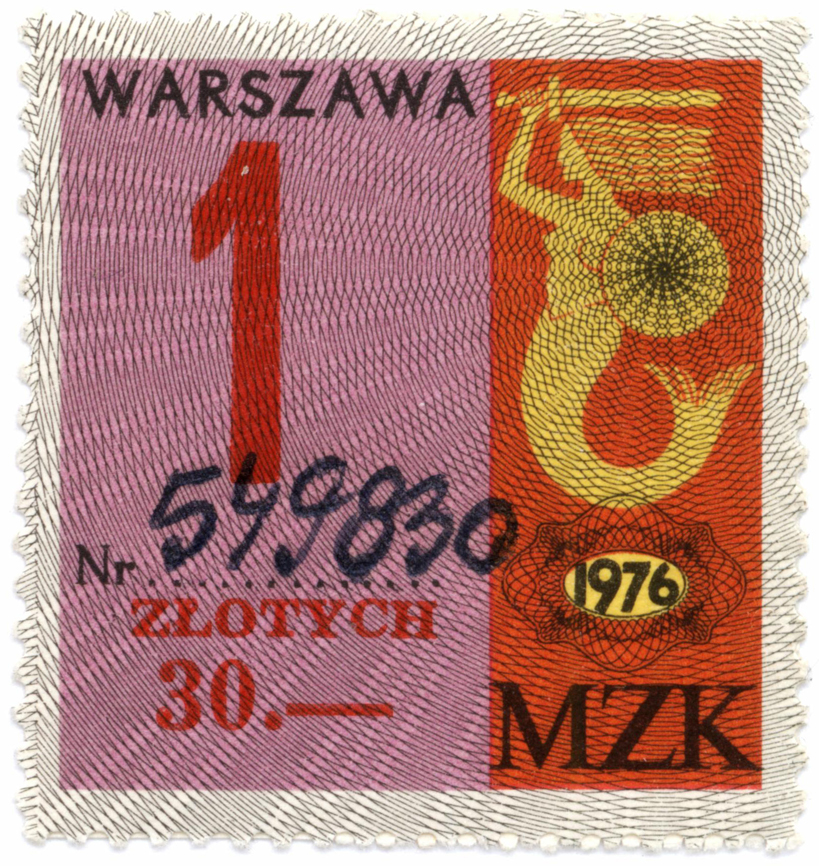 WARSZAWA
1
Nr. 549830
ZŁOTYCH
30.—
1976
MZK